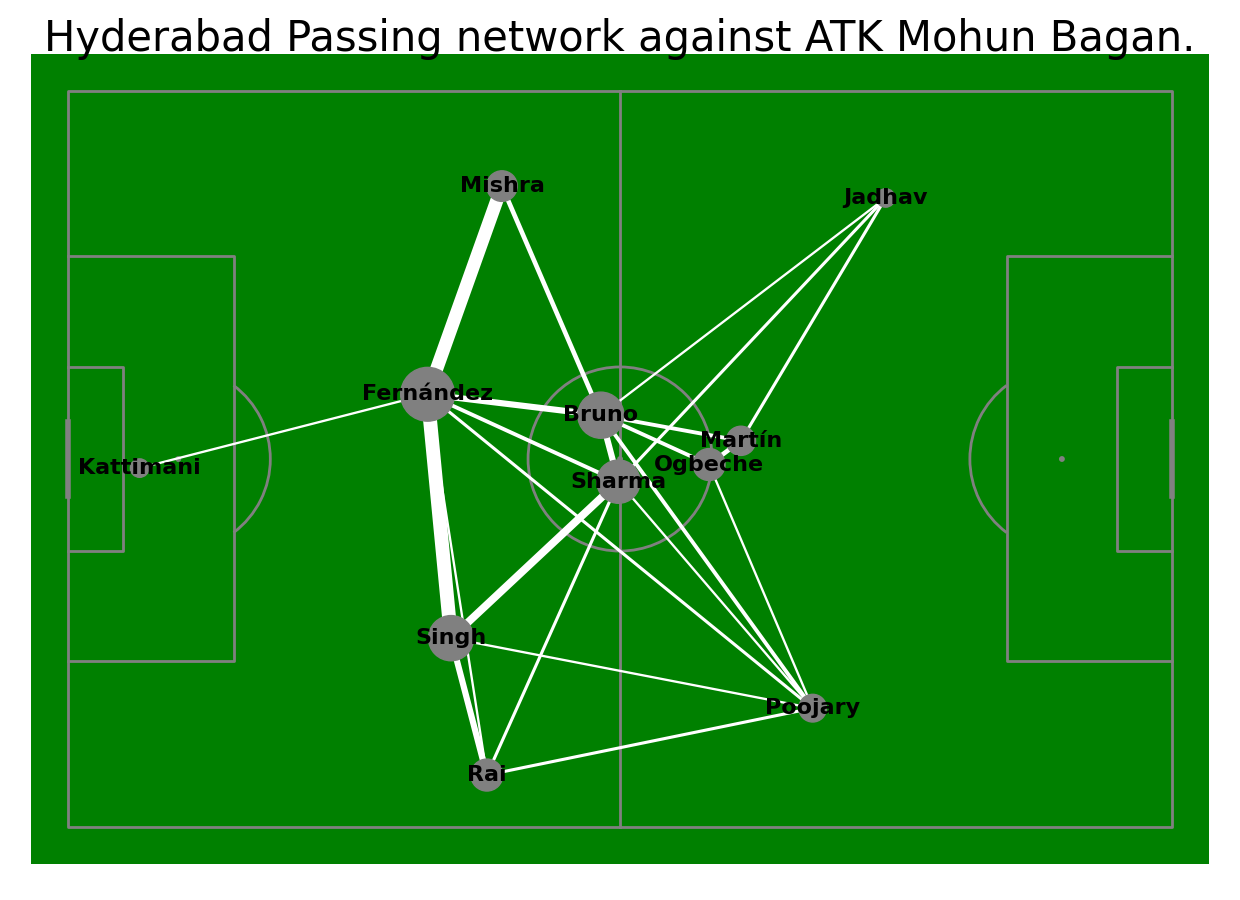 Hyderabad Passing network against ATK Mohun Bagan.
Mishra
Jadhav
Fernández
Bruno
Martín
Ogbeche
Kattimani
Sharma
Singh
Poojary
Rai